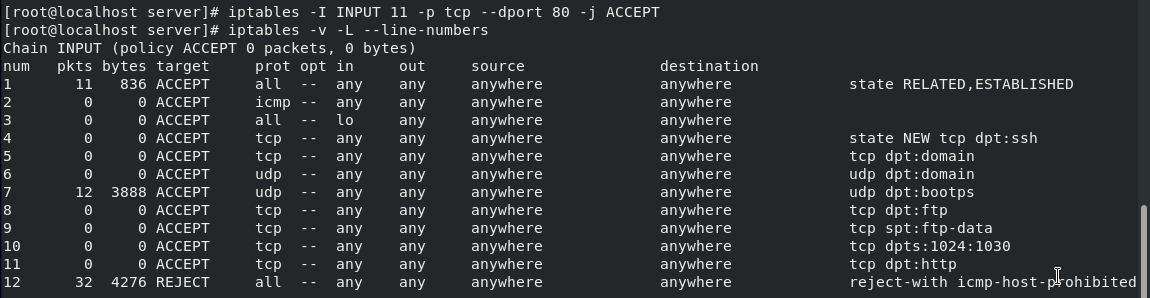 [root@localhost server]# iptables -I INPUT 11 -p tcp --dport 80 -j ACCEPT
[root@localhost server]# iptables -v -L --line-numbers
Chain INPUT (policy ACCEPT 0 packets, 0 bytes)
num   pkts bytes target     prot opt in     out     source               destination
1       11   836 ACCEPT     all  --  any    any     anywhere             anywhere             state RELATED,ESTABLISHED
2        0     0 ACCEPT     icmp --  any    any     anywhere             anywhere
3        0     0 ACCEPT     all  --  lo     any     anywhere             anywhere
4        0     0 ACCEPT     tcp  --  any    any     anywhere             anywhere             state NEW tcp dpt:ssh
5        0     0 ACCEPT     tcp  --  any    any     anywhere             anywhere             tcp dpt:domain
6        0     0 ACCEPT     udp  --  any    any     anywhere             anywhere             udp dpt:domain
7       12  3888 ACCEPT     udp  --  any    any     anywhere             anywhere             udp dpt:bootps
8        0     0 ACCEPT     tcp  --  any    any     anywhere             anywhere             tcp dpt:ftp
9        0     0 ACCEPT     tcp  --  any    any     anywhere             anywhere             tcp spt:ftp-data
10       0     0 ACCEPT     tcp  --  any    any     anywhere             anywhere             tcp dpts:1024:1030
11       0     0 ACCEPT     tcp  --  any    any     anywhere             anywhere             tcp dpt:http
12      32  4276 REJECT     all  --  any    any     anywhere             anywhere             reject-with icmp-host-prohibited